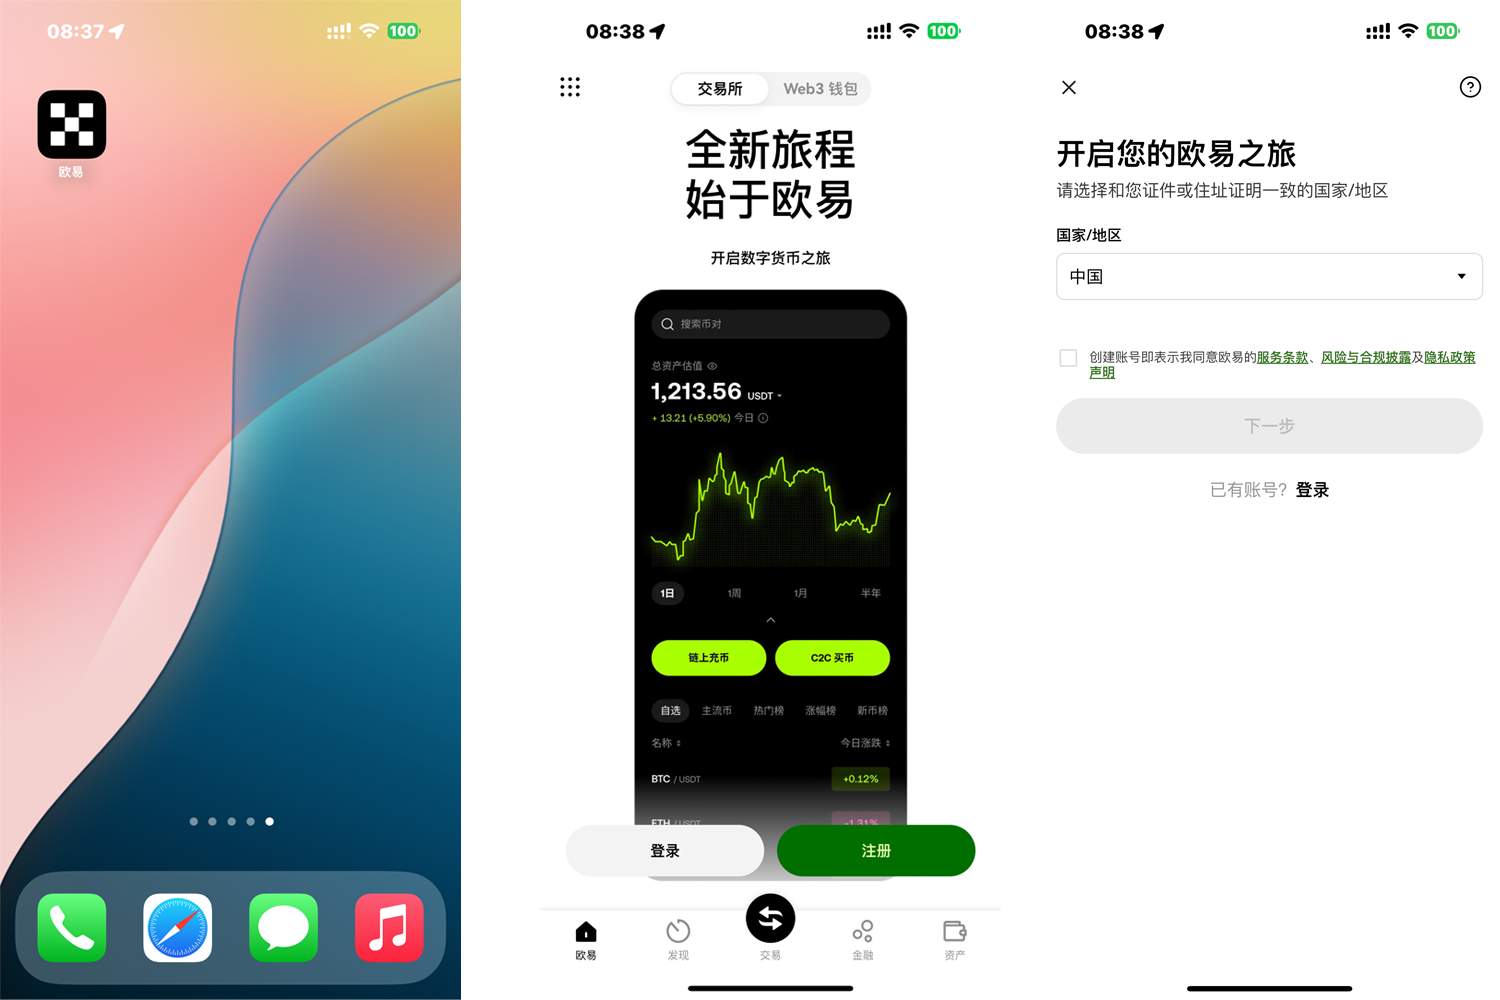 08:37
100
欧易
08:38
100
交易所
Web3 钱包
全新旅程
始于欧易
开启数字货币之旅
搜索币对
总资产估值
1,213.56 USDT
+ 13.21 (+5.90%) 今日
1日
1周
1月
半年
链上充币
C2C 买币
自选
主流币
热门榜
涨幅榜
新币榜
名称
今日涨跌
BTC / USDT
+0.12%
ETH / USDT
-1.31%
登录
注册
欧易
发现
交易
金融
资产
08:38
100
开启您的欧易之旅
请选择和您证件或住址证明一致的国家/地区
国家/地区
中国
创建账号即表示我同意欧易的服务条款、风险与合规披露及隐私政策
声明
下一步
已有账号? 登录